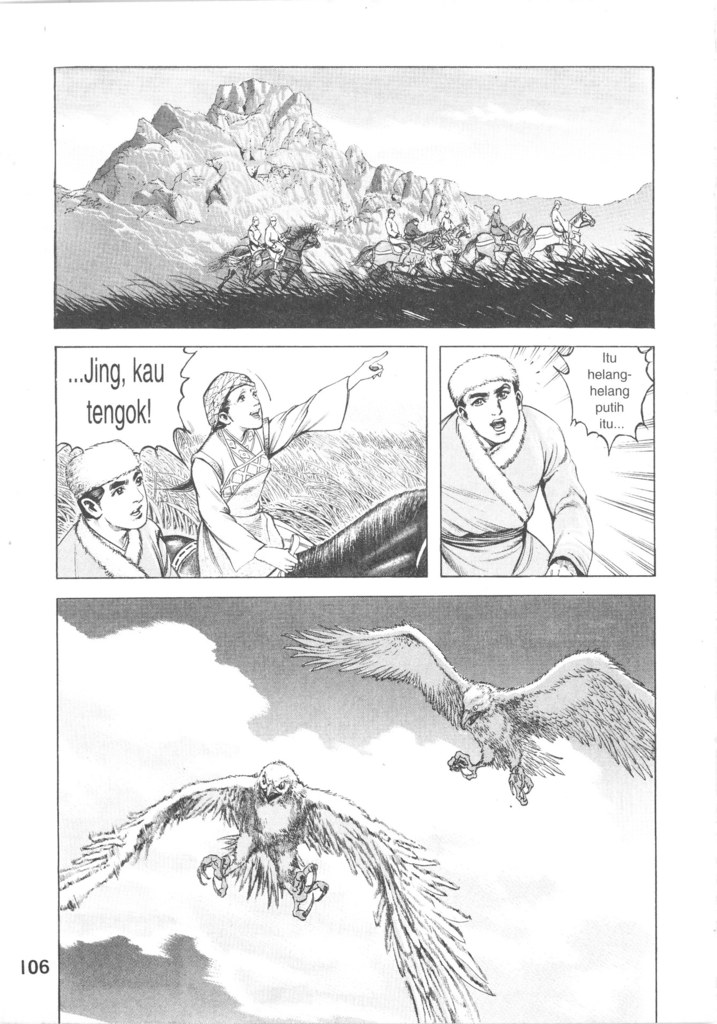 ...Jing, kau
tengok!
Itu
helang-
helang
putih
itu...
106